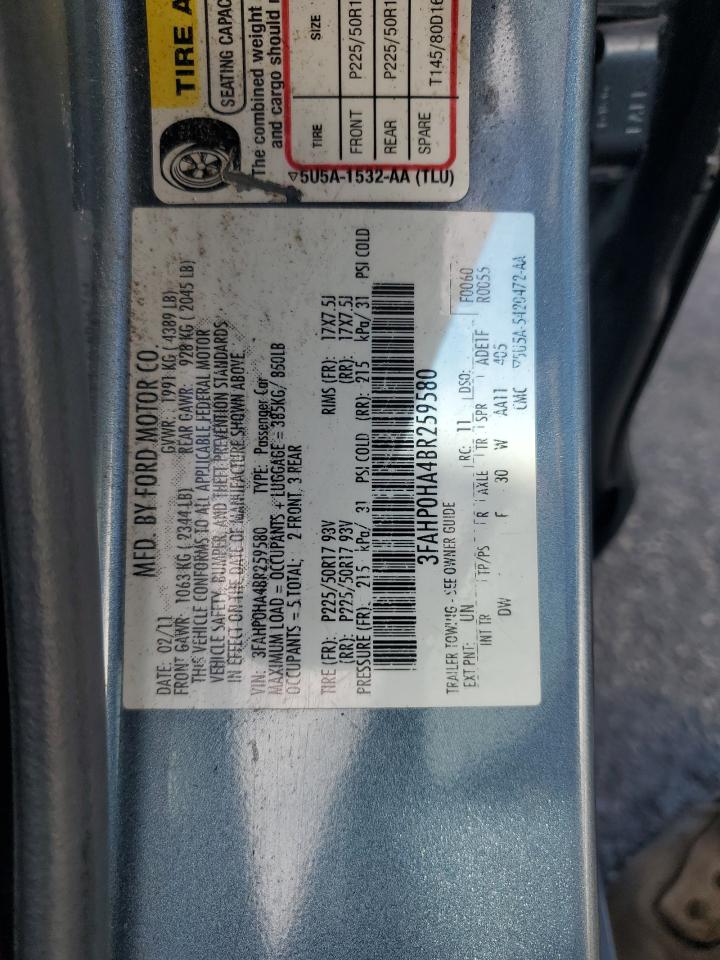 TIRE A
SEATING CAPAC
The combined weight
and cargo should n
TIRE SIZE
FRONT P225/50R1
REAR P225/50R1
SPARE T145/80D16
5U5A-1532-AA (TLU)
MFD. BY FORD MOTOR CO.
DATE: 02/11 GVWR: 1991 KG ( 4389 LB)
FRONT GAWR: 1063 KG ( 2344 LB) REAR GAWR: 928 KG ( 2045 LB)
THIS VEHICLE CONFORMS TO ALL APPLICABLE FEDERAL MOTOR
VEHICLE SAFETY, BUMPER, AND THEFT PREVENTION STANDARDS
IN EFFECT ON THE DATE OF MANUFACTURE SHOWN ABOVE.
VIN: 3FAHP0HA4BR259580 TYPE: Passenger Car
MAXIMUM LOAD = OCCUPANTS + LUGGAGE = 385KG/ 860LB
OCCUPANTS = 5 TOTAL: 2 FRONT, 3 REAR
TIRE (FR): P225/50R17 93V RIMS (FR): 17X7.5J
(RR): P225/50R17 93V (RR): 17X7.5J
PRESSURE (FR): 215 kPa/ 31 PSI COLD (RR): 215 kPa/ 31 PSI COLD
3FAHP0HA4BR259580
TRAILER TOWING - SEE OWNER GUIDE
EXT PNT: UN RC: 11 DSO: F0060
R0055
INT TR TP/PS R AXLE TR SPR ADE1F
DW F 30 W AA11 405
CMC 5U5A-5420472-AA